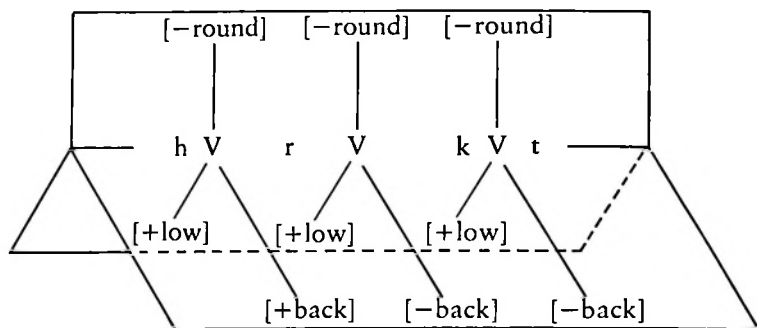 [−round] [−round] [−round]
h V r V k V t
[+low] [+low] [+low]
[+back] [−back] [−back]